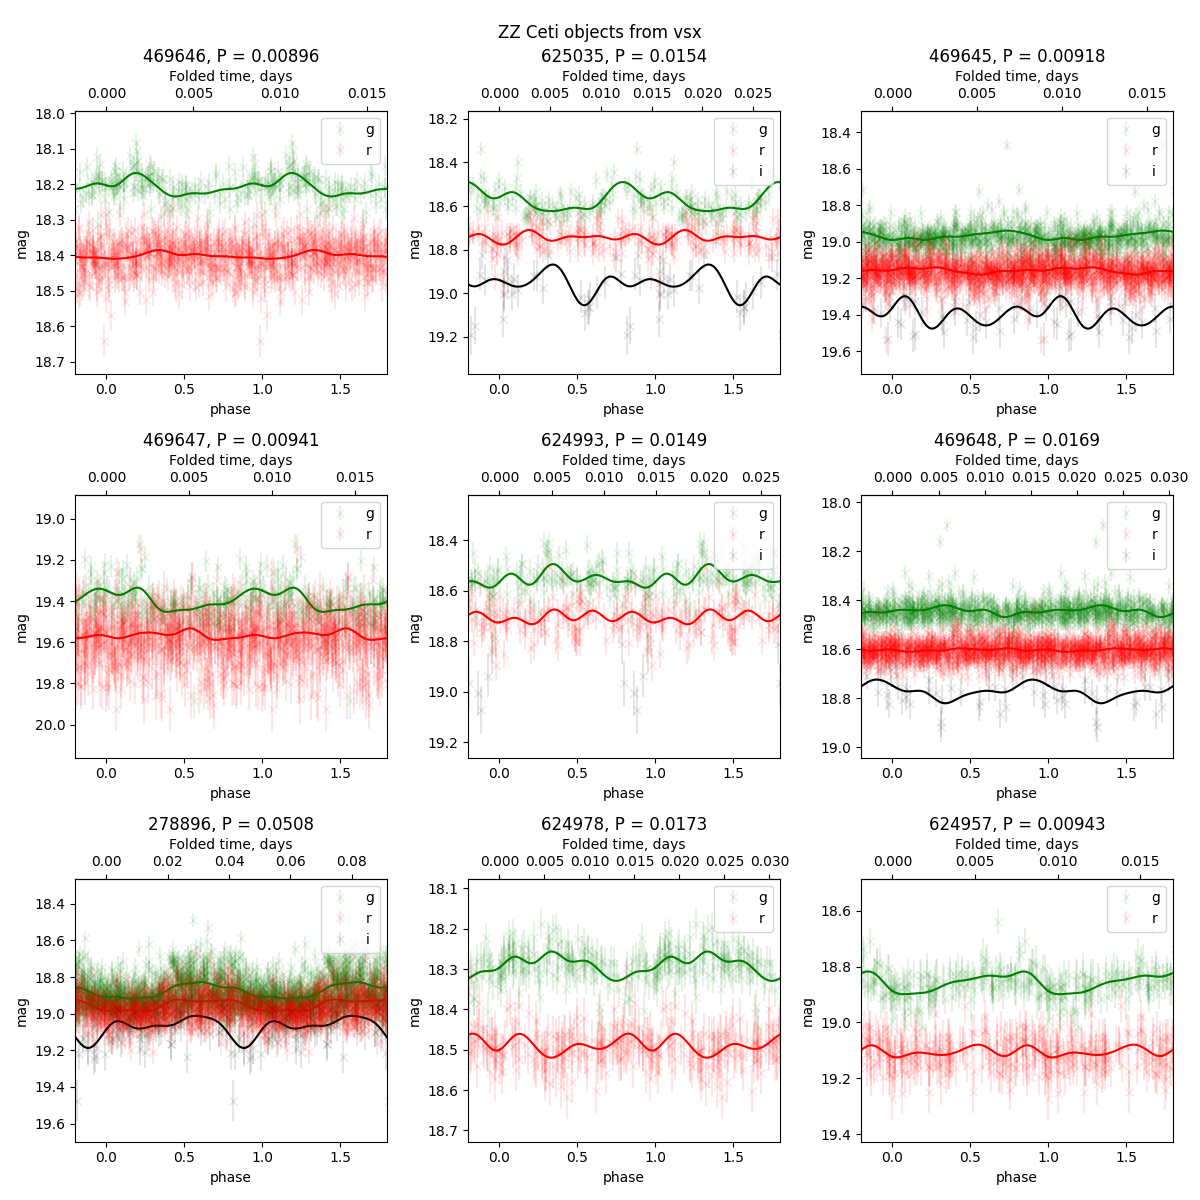 ZZ Ceti objects from vsx
469646, P = 0.00896
Folded time, days
0.000 0.005 0.010 0.015
18.0
18.1
18.2
18.3
18.4
18.5
18.6
18.7
mag
g
r
0.0 0.5 1.0 1.5
phase
625035, P = 0.0154
Folded time, days
0.000 0.005 0.010 0.015 0.020 0.025
18.2
18.4
18.6
18.8
19.0
19.2
mag
g
r
i
0.0 0.5 1.0 1.5
phase
469645, P = 0.00918
Folded time, days
0.000 0.005 0.010 0.015
18.4
18.6
18.8
19.0
19.2
19.4
19.6
mag
g
r
i
0.0 0.5 1.0 1.5
phase
469647, P = 0.00941
Folded time, days
0.000 0.005 0.010 0.015
19.0
19.2
19.4
19.6
19.8
20.0
mag
g
r
0.0 0.5 1.0 1.5
phase
624993, P = 0.0149
Folded time, days
0.000 0.005 0.010 0.015 0.020 0.025
18.4
18.6
18.8
19.0
19.2
mag
g
r
i
0.0 0.5 1.0 1.5
phase
469648, P = 0.0169
Folded time, days
0.000 0.005 0.010 0.015 0.020 0.025 0.030
18.0
18.2
18.4
18.6
18.8
19.0
mag
g
r
i
0.0 0.5 1.0 1.5
phase
278896, P = 0.0508
Folded time, days
0.00 0.02 0.04 0.06 0.08
18.4
18.6
18.8
19.0
19.2
19.4
19.6
mag
g
r
i
0.0 0.5 1.0 1.5
phase
624978, P = 0.0173
Folded time, days
0.000 0.005 0.010 0.015 0.020 0.025 0.030
18.1
18.2
18.3
18.4
18.5
18.6
18.7
mag
g
r
0.0 0.5 1.0 1.5
phase
624957, P = 0.00943
Folded time, days
0.000 0.005 0.010 0.015
18.6
18.8
19.0
19.2
19.4
mag
g
r
0.0 0.5 1.0 1.5
phase